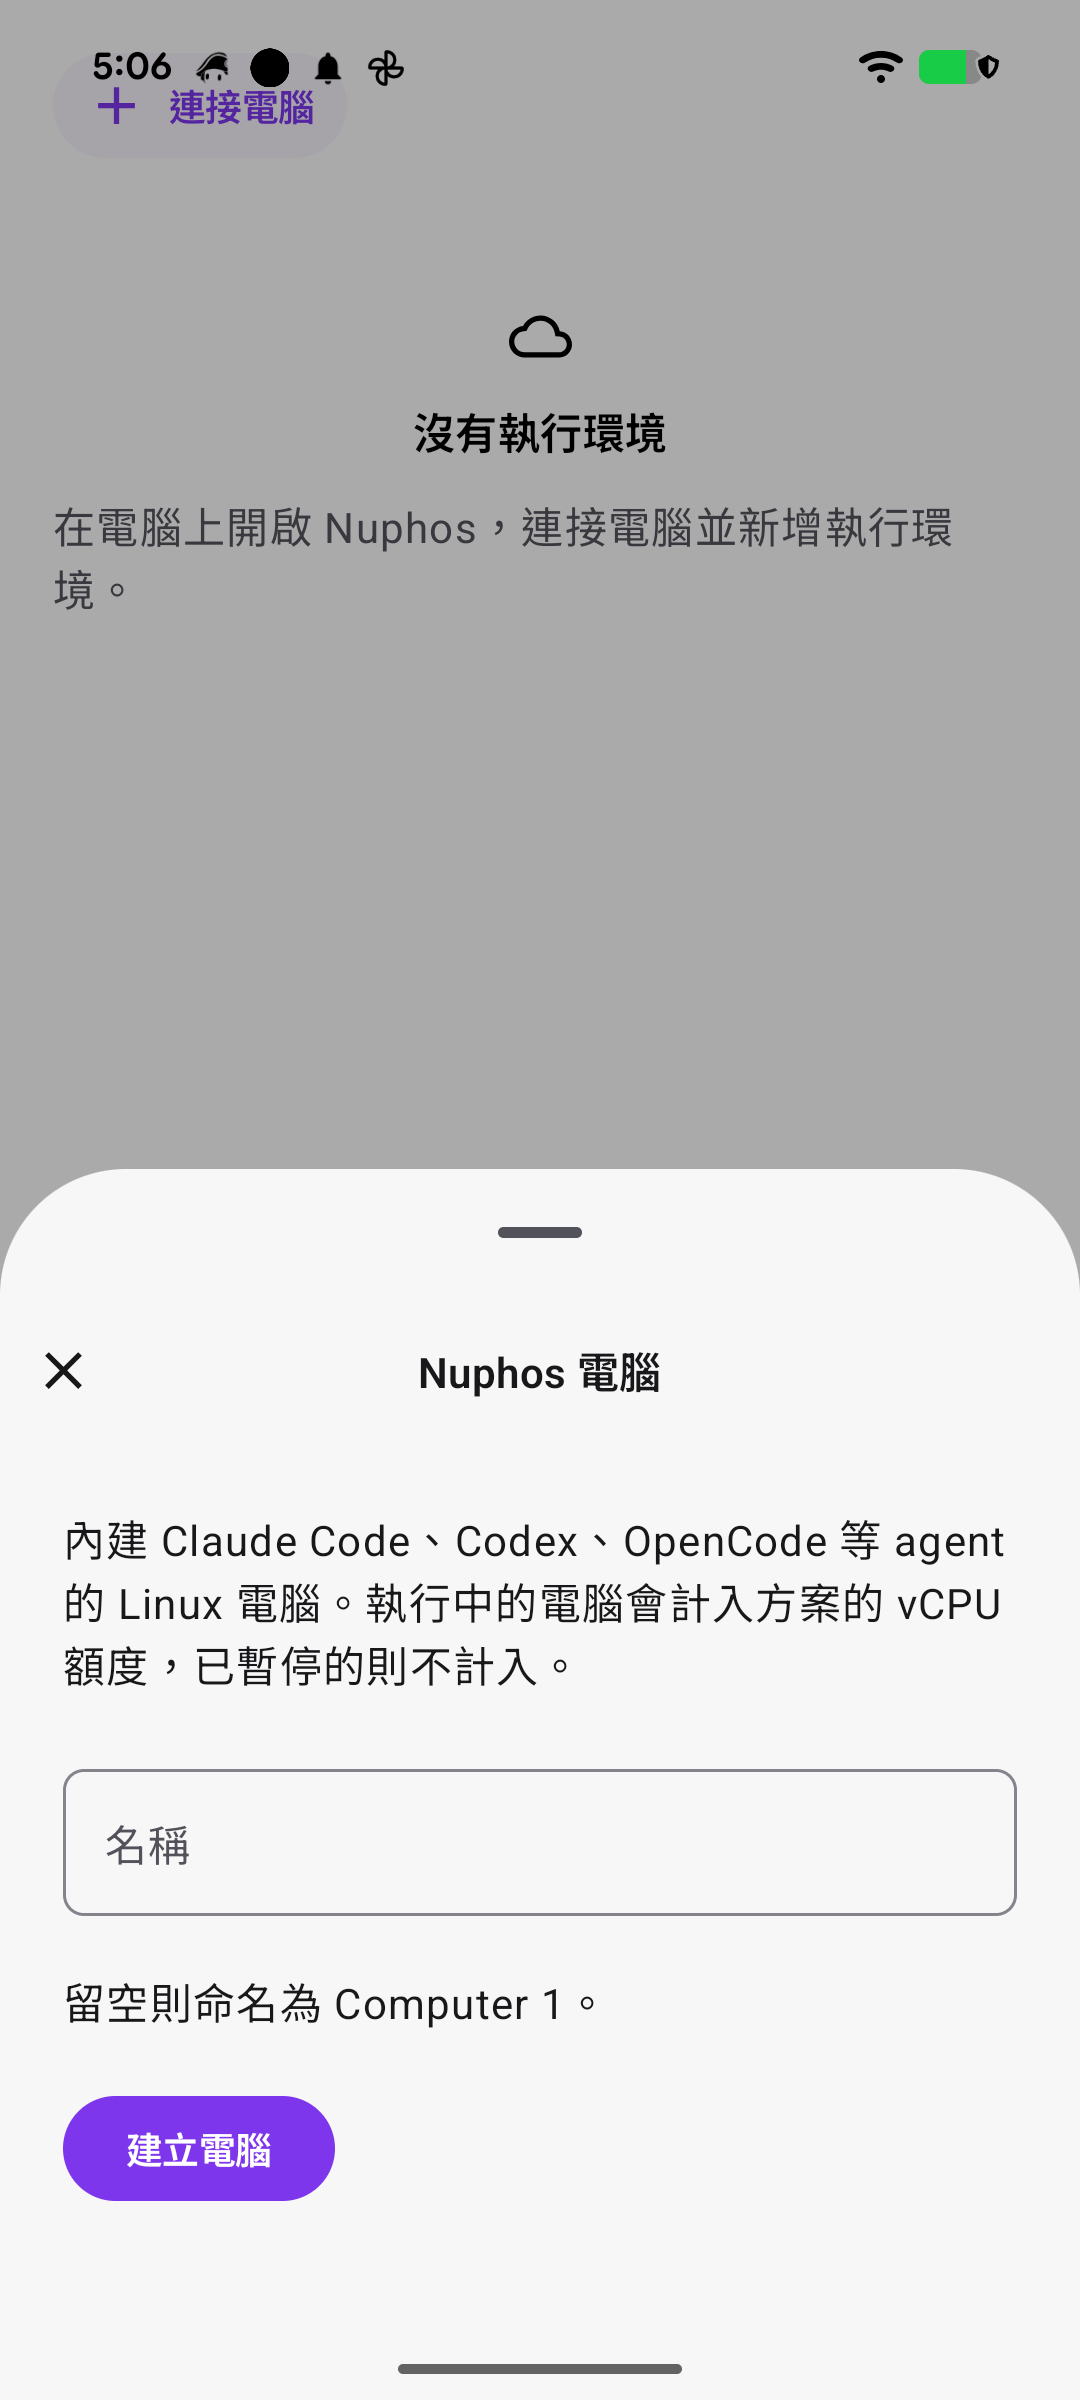 5:06
連接電腦
沒有執行環境
在電腦上開啟 Nuphos，連接電腦並新增執行環
境。
Nuphos 電腦
內建 Claude Code、Codex、OpenCode 等 agent
的 Linux 電腦。執行中的電腦會計入方案的 vCPU
額度，已暫停的則不計入。
名稱
留空則命名為 Computer 1。
建立電腦